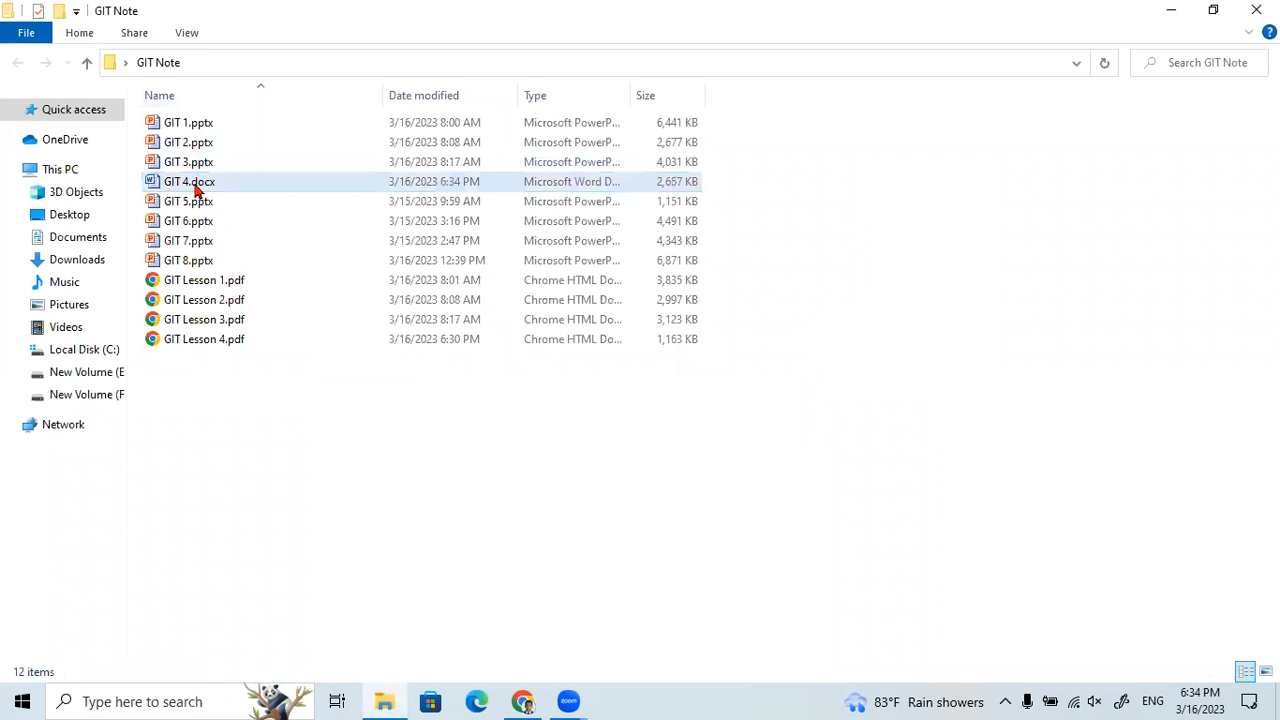 GIT Note
File Home Share View
GIT Note Search GIT Note
Name Date modified Type Size
Quick access
OneDrive
This PC
3D Objects
Desktop
Documents
Downloads
Music
Pictures
Videos
Local Disk (C:)
New Volume (E
New Volume (F
Network
GIT 1.pptx 3/16/2023 8:00 AM Microsoft PowerP... 6,441 KB
GIT 2.pptx 3/16/2023 8:08 AM Microsoft PowerP... 2,677 KB
GIT 3.pptx 3/16/2023 8:17 AM Microsoft PowerP... 4,031 KB
GIT 4.docx 3/16/2023 6:34 PM Microsoft Word D... 2,657 KB
GIT 5.pptx 3/15/2023 9:59 AM Microsoft PowerP... 1,151 KB
GIT 6.pptx 3/15/2023 3:16 PM Microsoft PowerP... 4,491 KB
GIT 7.pptx 3/15/2023 2:47 PM Microsoft PowerP... 4,343 KB
GIT 8.pptx 3/16/2023 12:39 PM Microsoft PowerP... 6,871 KB
GIT Lesson 1.pdf 3/16/2023 8:01 AM Chrome HTML Do... 3,835 KB
GIT Lesson 2.pdf 3/16/2023 8:08 AM Chrome HTML Do... 2,997 KB
GIT Lesson 3.pdf 3/16/2023 8:17 AM Chrome HTML Do... 3,123 KB
GIT Lesson 4.pdf 3/16/2023 6:30 PM Chrome HTML Do... 1,163 KB
12 items
Type here to search zoom 83°F Rain showers ENG
6:34 PM
3/16/2023